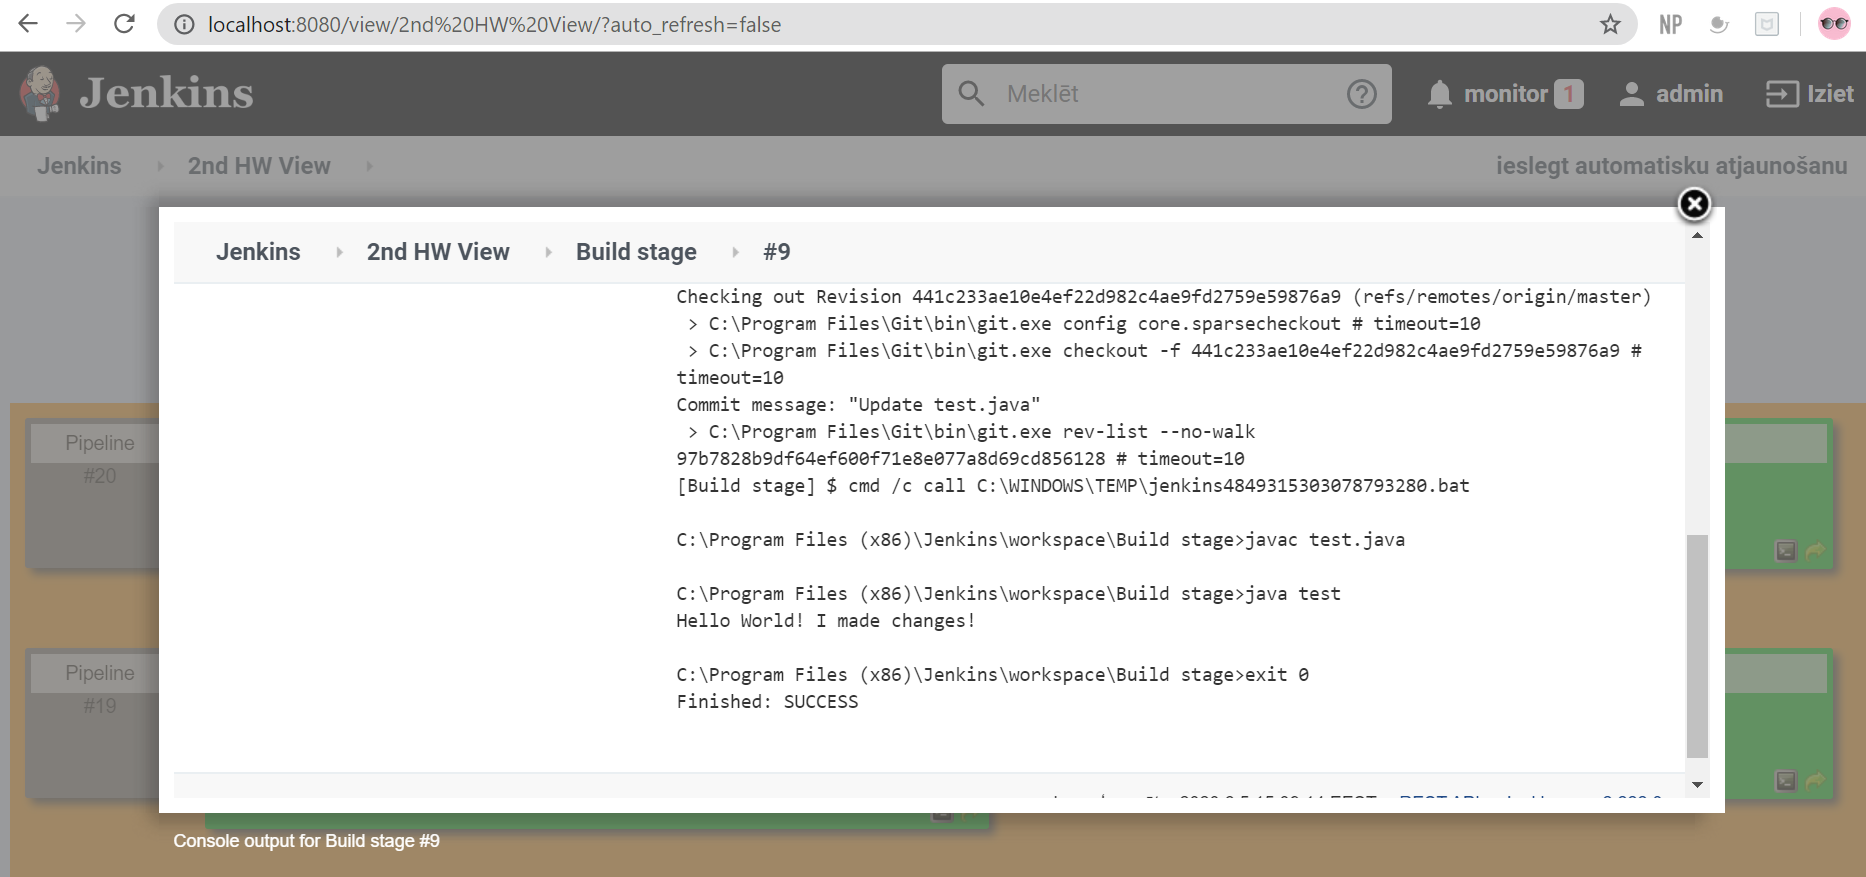 localhost:8080/view/2nd%20HW%20View/?auto_refresh=false
NP
Jenkins
Meklēt
monitor 1
admin
Iziet
Jenkins
2nd HW View
ieslegt automatisku atjaunošanu
Jenkins
2nd HW View
Build stage
#9
Checking out Revision 441c233ae10e4ef22d982c4ae9fd2759e59876a9 (refs/remotes/origin/master)
> C:\Program Files\Git\bin\git.exe config core.sparsecheckout # timeout=10
> C:\Program Files\Git\bin\git.exe checkout -f 441c233ae10e4ef22d982c4ae9fd2759e59876a9 #
timeout=10
Commit message: "Update test.java"
> C:\Program Files\Git\bin\git.exe rev-list --no-walk
97b7828b9df64ef600f71e8e077a8d69cd856128 # timeout=10
[Build stage] $ cmd /c call C:\WINDOWS\TEMP\jenkins4849315303078793280.bat
C:\Program Files (x86)\Jenkins\workspace\Build stage>javac test.java
C:\Program Files (x86)\Jenkins\workspace\Build stage>java test
Hello World! I made changes!
C:\Program Files (x86)\Jenkins\workspace\Build stage>exit 0
Finished: SUCCESS
Pipeline
#20
Pipeline
#19
Console output for Build stage #9